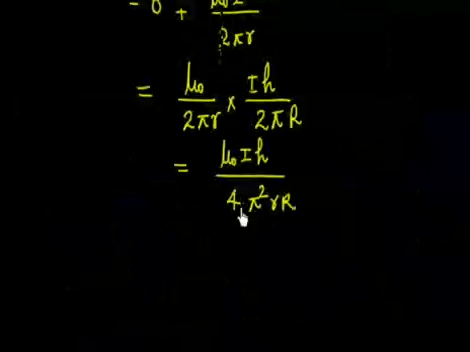 = 0 + μ₀I' / 2πr
= μ₀ / 2πr × Ih / 2πR
= μ₀Ih / 4π²rR